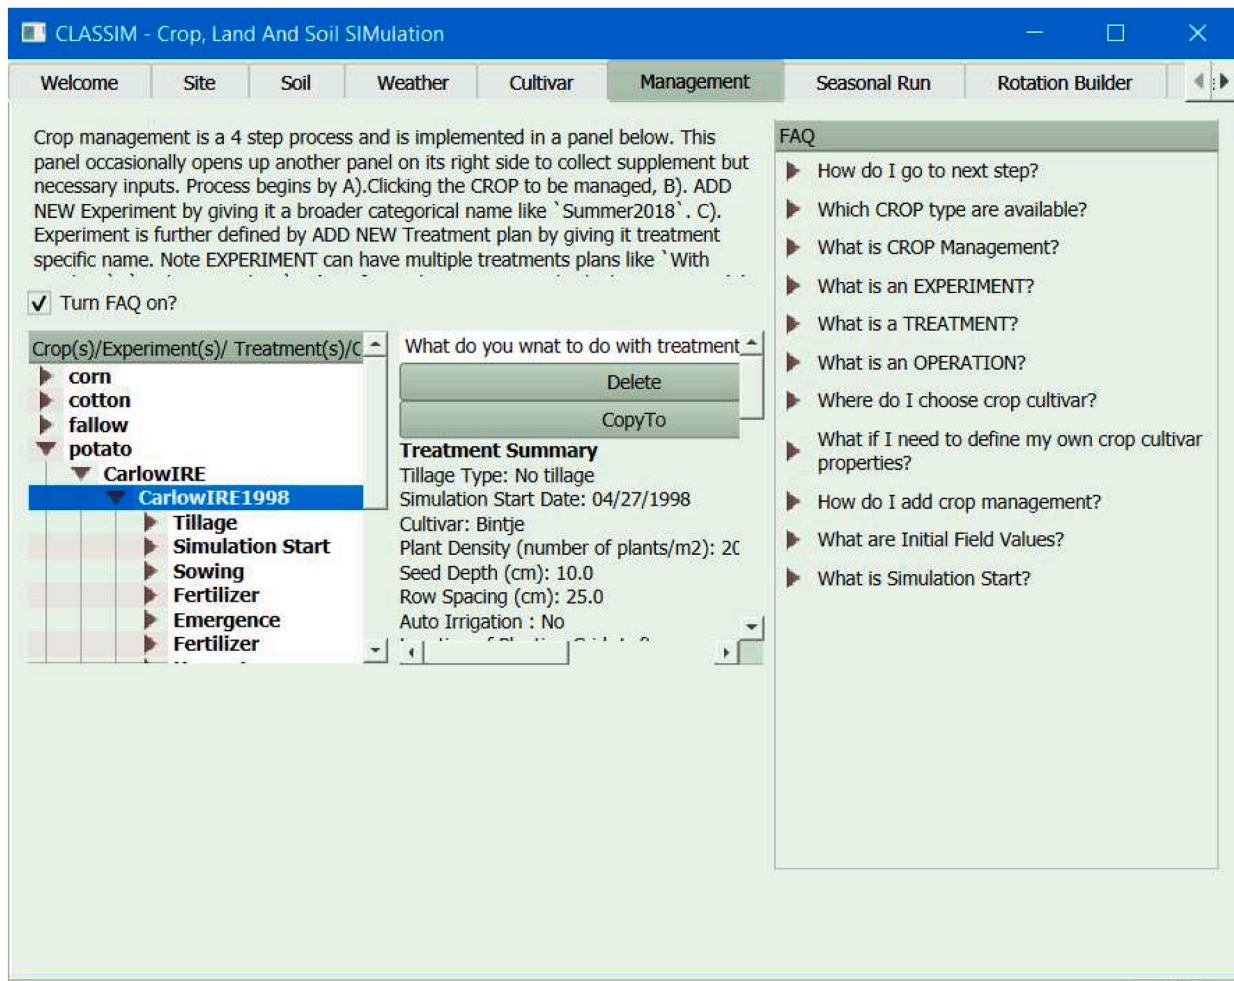 CLASSIM - Crop, Land And Soil SIMulation
Welcome
Site
Soil
Weather
Cultivar
Management
Seasonal Run
Rotation Builder
Crop management is a 4 step process and is implemented in a panel below. This
panel occasionally opens up another panel on its right side to collect supplement but
necessary inputs. Process begins by A).Clicking the CROP to be managed, B). ADD
NEW Experiment by giving it a broader categorical name like `Summer2018`. C).
Experiment is further defined by ADD NEW Treatment plan by giving it treatment
specific name. Note EXPERIMENT can have multiple treatments plans like `With
Turn FAQ on?
Crop(s)/Experiment(s)/ Treatment(s)/C
corn
cotton
fallow
potato
CarlowIRE
CarlowIRE1998
Tillage
Simulation Start
Sowing
Fertilizer
Emergence
Fertilizer
What do you wnat to do with treatment
Delete
CopyTo
Treatment Summary
Tillage Type: No tillage
Simulation Start Date: 04/27/1998
Cultivar: Bintje
Plant Density (number of plants/m2): 20
Seed Depth (cm): 10.0
Row Spacing (cm): 25.0
Auto Irrigation : No
FAQ
How do I go to next step?
Which CROP type are available?
What is CROP Management?
What is an EXPERIMENT?
What is a TREATMENT?
What is an OPERATION?
Where do I choose crop cultivar?
What if I need to define my own crop cultivar
properties?
How do I add crop management?
What are Initial Field Values?
What is Simulation Start?